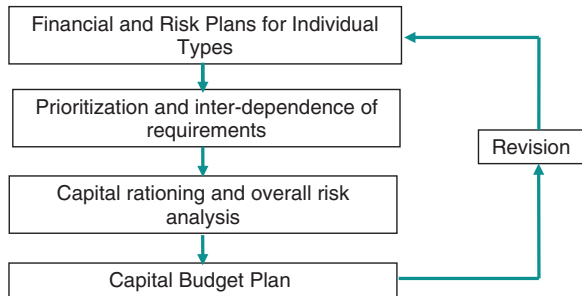 Financial and Risk Plans for Individual
Types
Prioritization and inter-dependence of
requirements
Revision
Capital rationing and overall risk
analysis
Capital Budget Plan